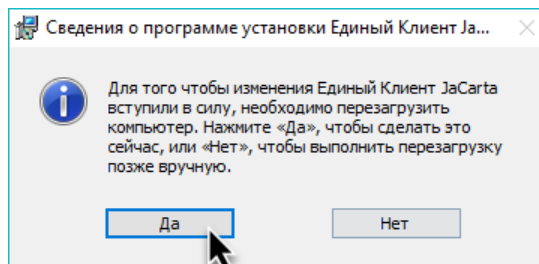 Сведения о программе установки Единый Клиент Ja...
Для того чтобы изменения Единый Клиент JaCarta
вступили в силу, необходимо перезагрузить
компьютер. Нажмите «Да», чтобы сделать это
сейчас, или «Нет», чтобы выполнить перезагрузку
позже вручную.
Да
Нет